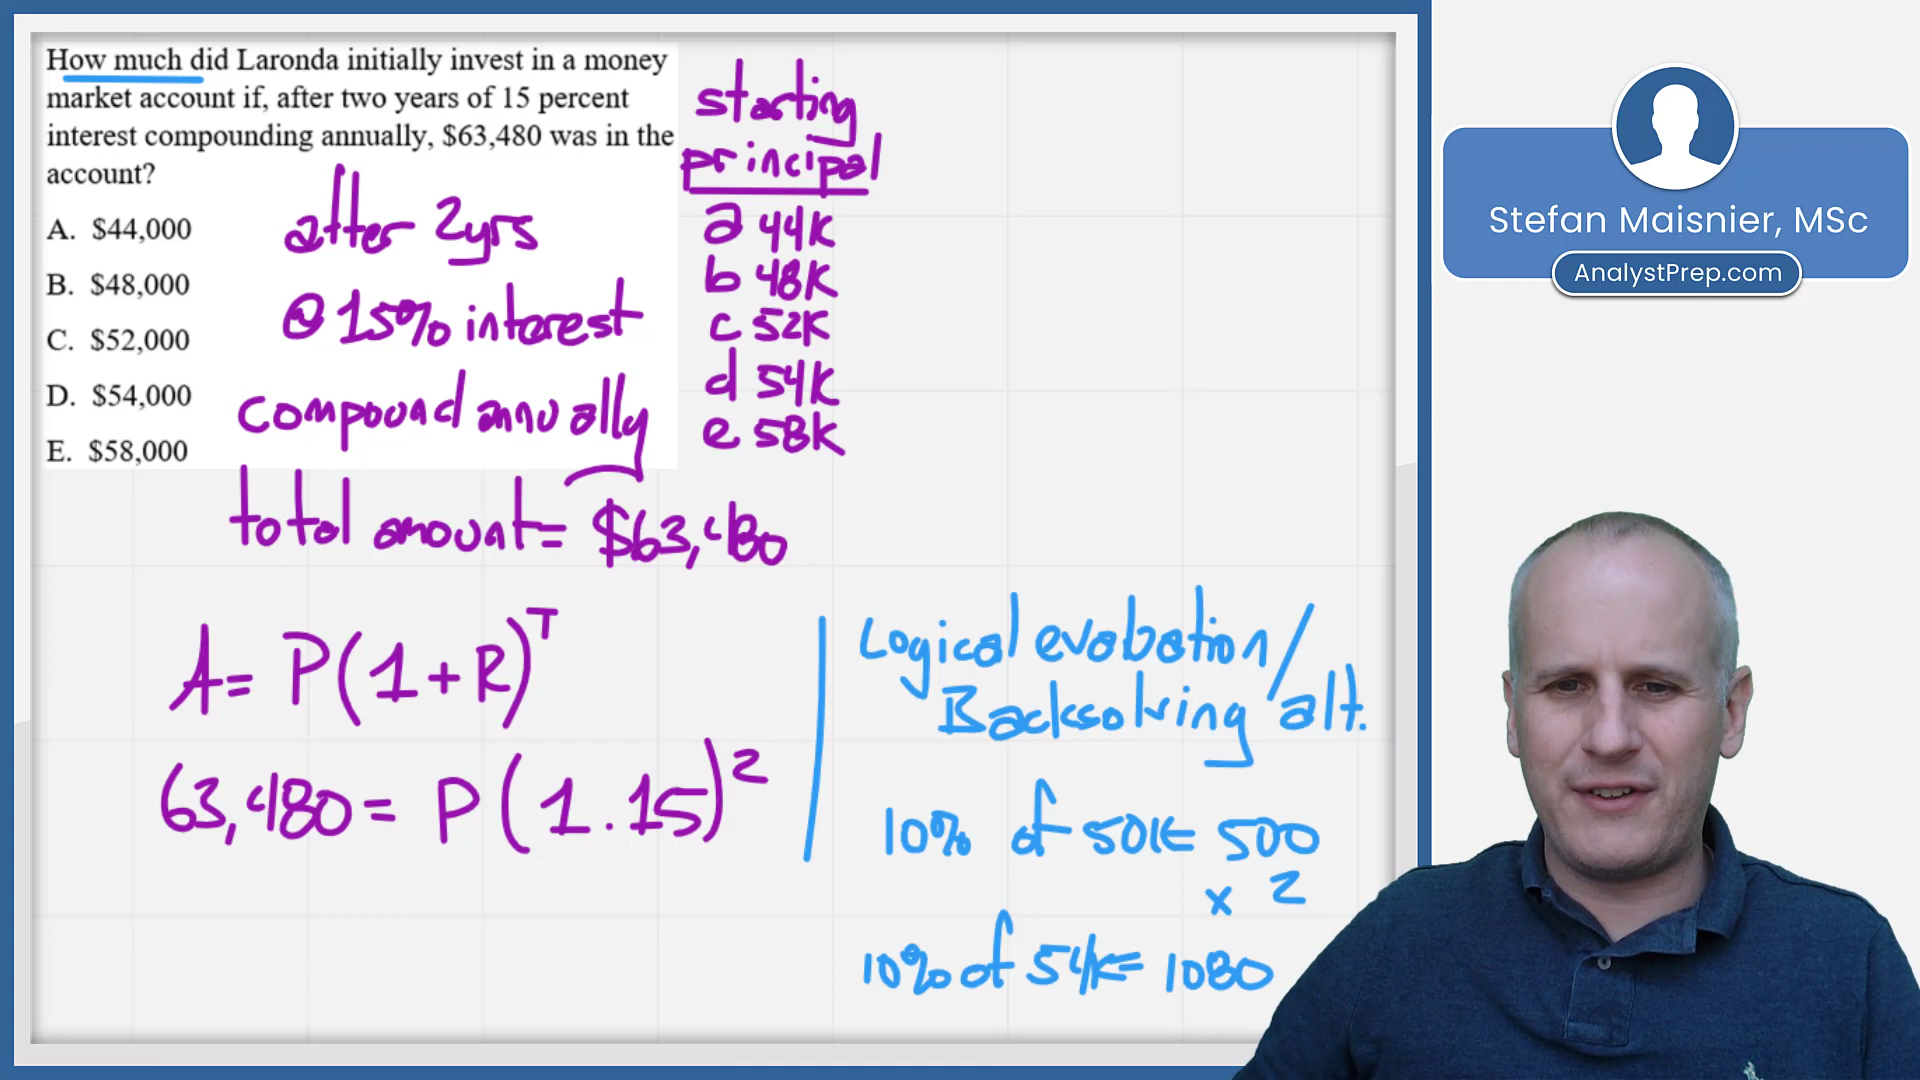 How much did Laronda initially invest in a money
market account if, after two years of 15 percent
interest compounding annually, $63,480 was in the
account?
A. $44,000
B. $48,000
C. $52,000
D. $54,000
E. $58,000
after 2yrs
@ 15% interest
compound annually
total amount = $63,480
starting
principal
a 44K
b 48K
c 52K
d 54K
e 58K
A = P(1+R)^T
63,480 = P(1.15)^2
Logical evaluation/
Backsolving alt.
10% of 50K= 500
x 2
10% of 54K= 1080
Stefan Maisnier, MSc
AnalystPrep.com